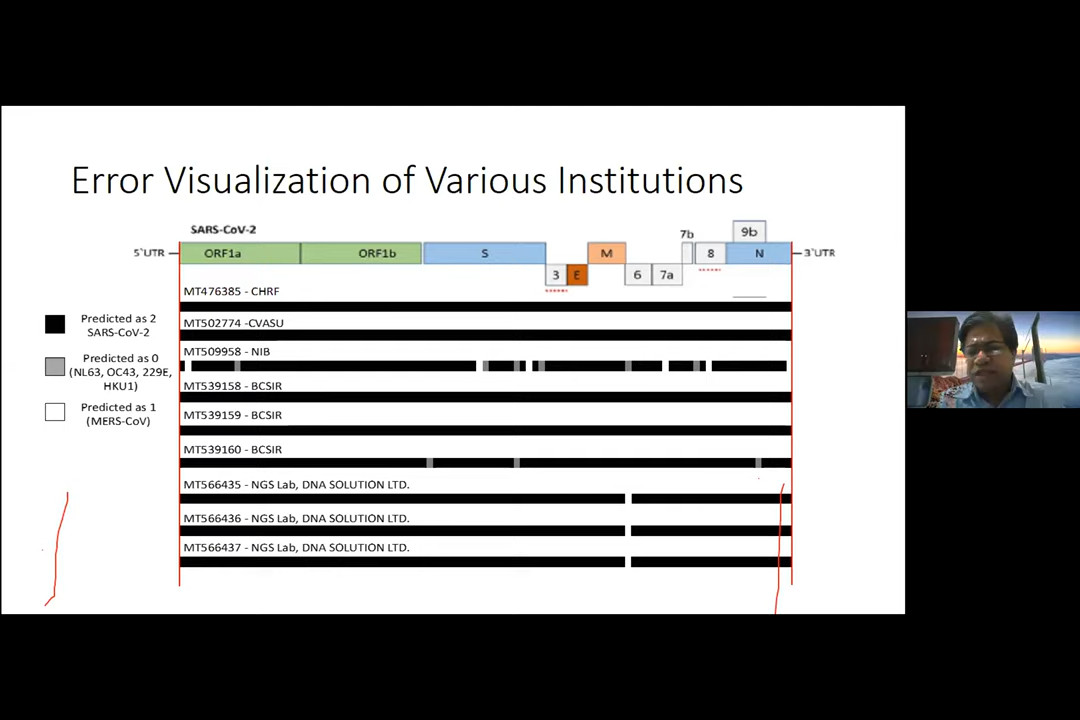 Error Visualization of Various Institutions
SARS-CoV-2
5`UTR
ORF1a
ORF1b
S
3
E
M
6
7a
7b
8
9b
N
3`UTR
MT476385 - CHRF
MT502774 -CVASU
MT509958 - NIB
MT539158 - BCSIR
MT539159 - BCSIR
MT539160 - BCSIR
MT566435 - NGS Lab, DNA SOLUTION LTD.
MT566436 - NGS Lab, DNA SOLUTION LTD.
MT566437 - NGS Lab, DNA SOLUTION LTD.
Predicted as 2
SARS-CoV-2
Predicted as 0
(NL63, OC43, 229E,
HKU1)
Predicted as 1
(MERS-CoV)